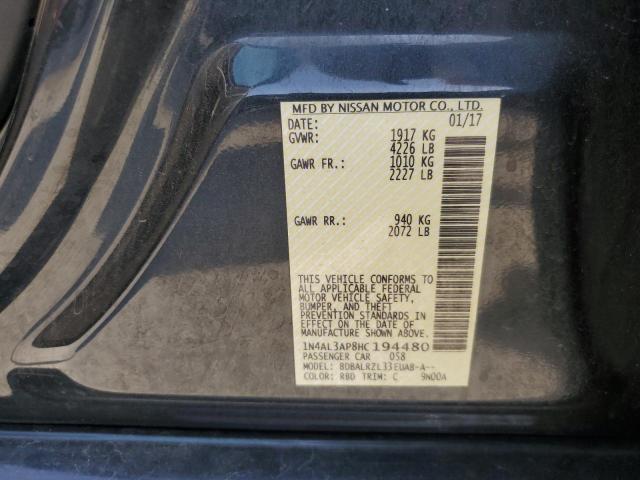 MFD BY NISSAN MOTOR CO., LTD.
DATE: 01/17
GVWR: 1917 KG
4226 LB
GAWR FR.: 1010 KG
2227 LB
GAWR RR.: 940 KG
2072 LB
THIS VEHICLE CONFORMS TO
ALL APPLICABLE FEDERAL
MOTOR VEHICLE SAFETY,
BUMPER, AND THEFT
PREVENTION STANDARDS IN
EFFECT ON THE DATE OF
MANUFACTURE SHOWN ABOVE.
1N4AL3AP8HC194480
PASSENGER CAR 058
MODEL: BDBALRZL33EUAB-A--
COLOR: RBD TRIM: C 9N00A